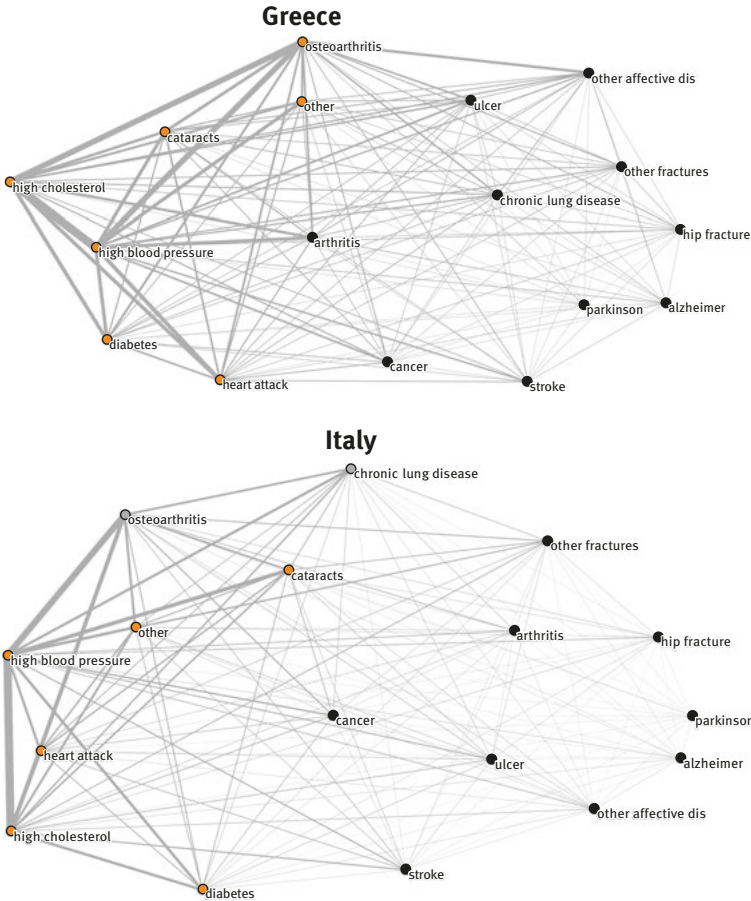 Greece
osteoarthritis
other affective dis
other
ulcer
cataracts
other fractures
high cholesterol
chronic lung disease
hip fracture
arthritis
high blood pressure
parkinson
alzheimer
diabetes
cancer
heart attack
stroke
Italy
chronic lung disease
osteoarthritis
other fractures
cataracts
other
arthritis
hip fracture
high blood pressure
cancer
parkinson
heart attack
ulcer
alzheimer
other affective dis
high cholesterol
stroke
diabetes